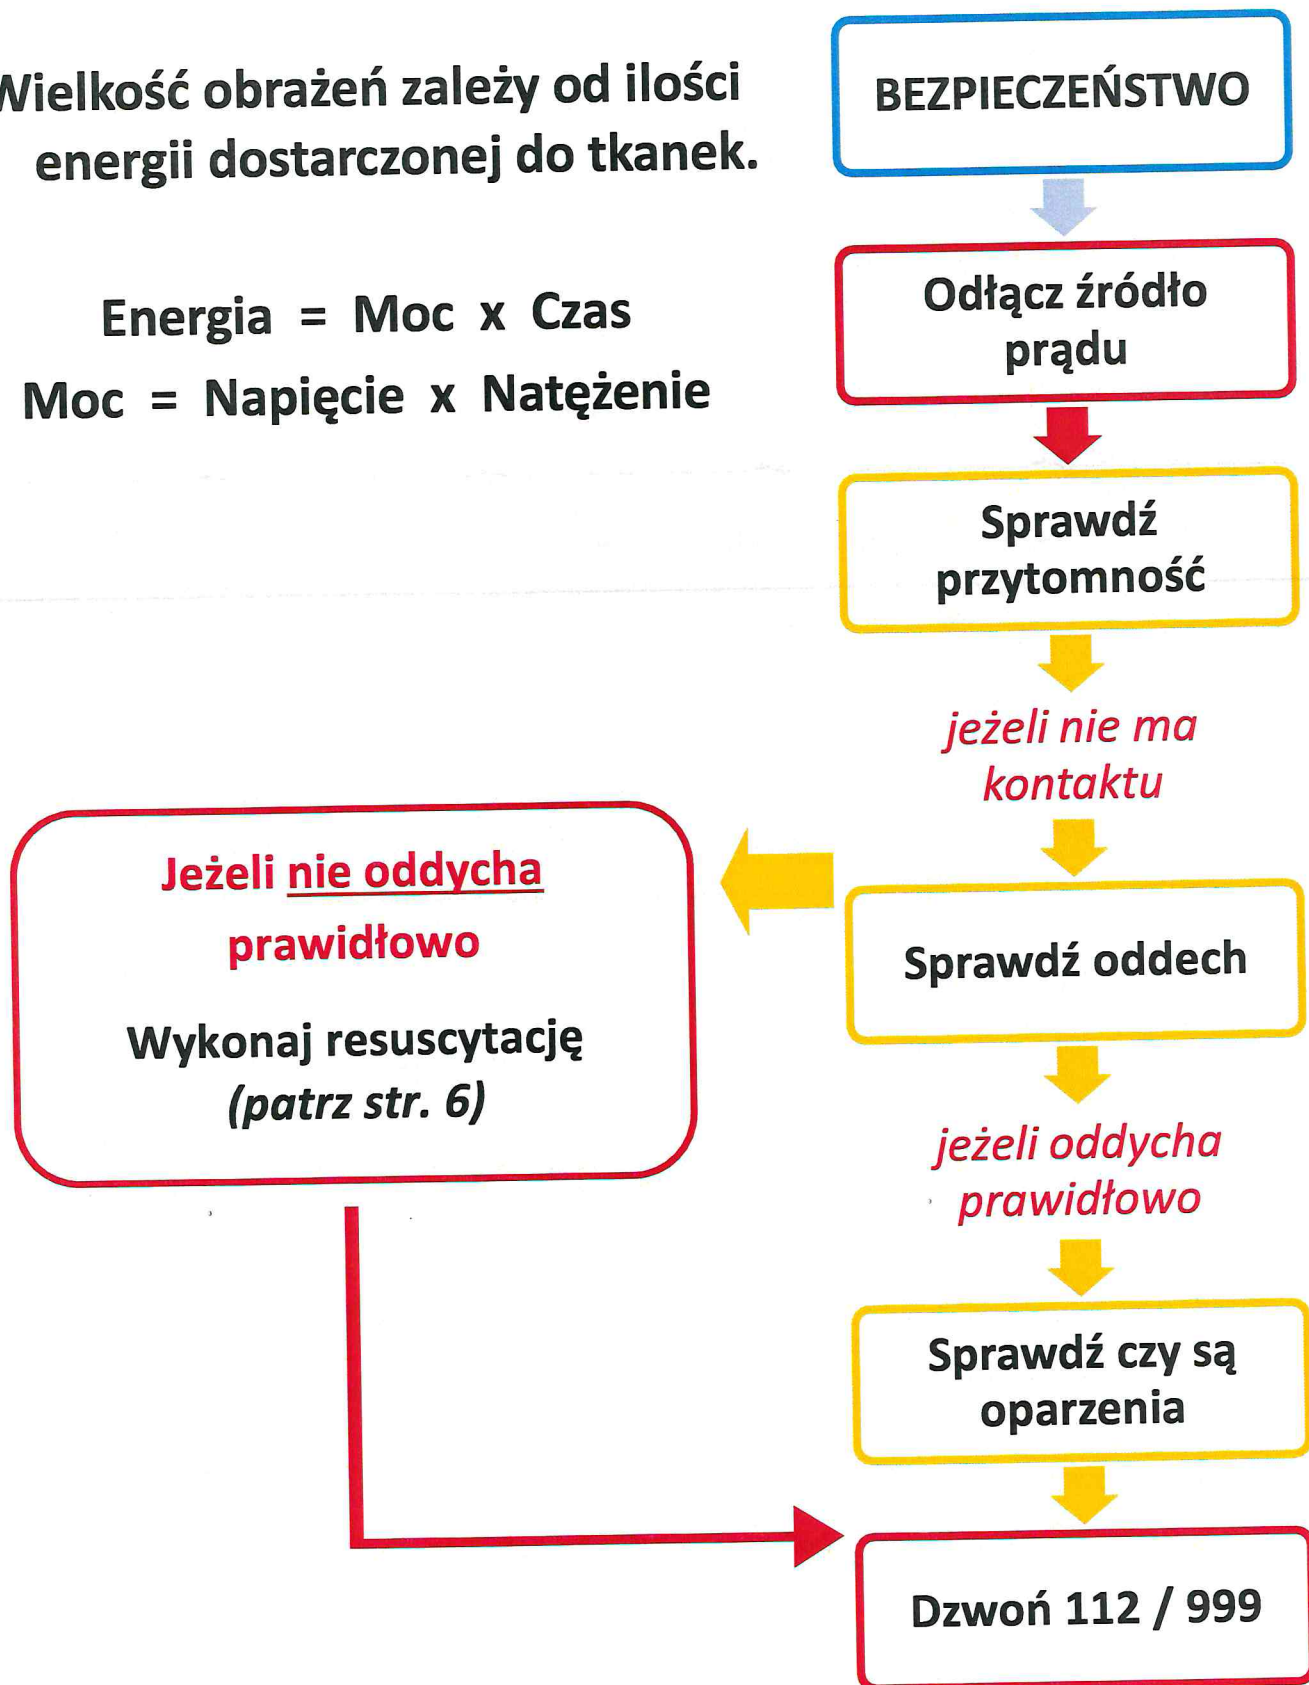 Wielkość obrażeń zależy od ilości
energii dostarczonej do tkanek.
Energia = Moc x Czas
Moc = Napięcie x Natężenie
BEZPIECZEŃSTWO
Odłącz źródło
prądu
Sprawdź
przytomność
jeżeli nie ma
kontaktu
Sprawdź oddech
Jeżeli nie oddycha
prawidłowo
Wykonaj resuscytację
(patrz str. 6)
jeżeli oddycha
prawidłowo
Sprawdź czy są
oparzenia
Dzwoń 112 / 999